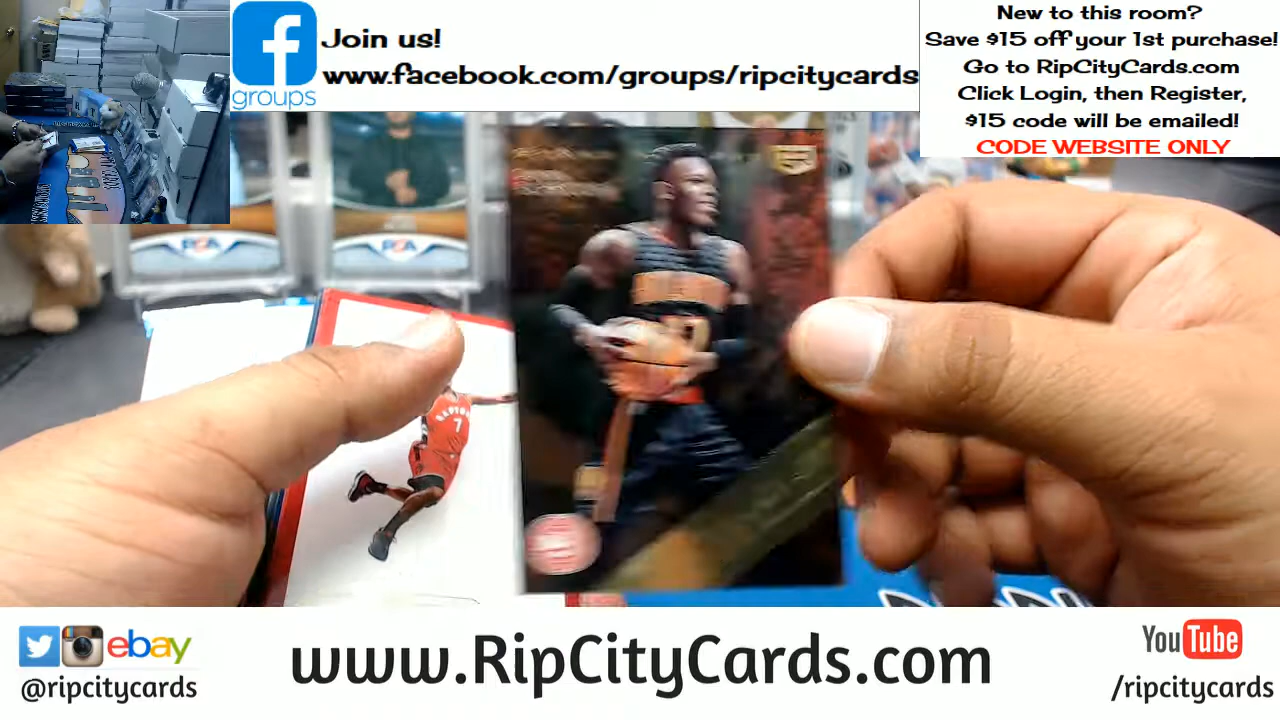 groups
Join us!
www.facebook.com/groups/ripcitycards
New to this room?
Save $15 off your 1st purchase!
Go to RipCityCards.com
Click Login, then Register,
$15 code will be emailed!
CODE WEBSITE ONLY
RAPTORS
7
ebay
@ripcitycards
www.RipCityCards.com
YouTube
/ripcitycards